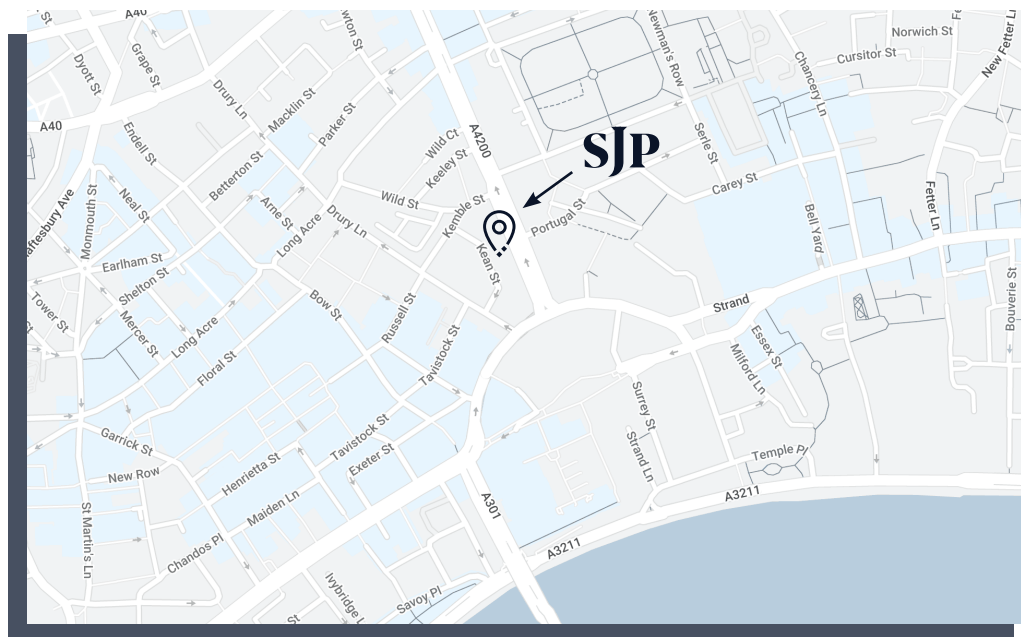 A40
St
wton St
Newman's Row
Norwich St
Cursitor St
New Fetter Ln
Fe
Dyott St
Grape St
Chancery Ln
Drury Ln
Macklin St
Parker St
A40
Endell St
Wild Ct
A4200
SJP
Serle St
Keeley St
Betterton St
Carey St
Fetter Ln
Neal St
Monmouth St
aftesbury Ave
Arne St
Long Acre
Wild St
Kemble St
Portugal St
Drury Ln
Bell Yard
Earlham St
Kean St
Shelton St
Tower St
Bow St
Russell St
Strand
Bouverie St
Mercer St
Long Acre
Floral St
Tavistock St
Essex St
Milford Ln
Surrey St
Garrick St
Tavistock St
Strand Ln
Temple Pl
New Row
Henrietta St
Exeter St
Maiden Ln
A301
A3211
St Martin's Ln
Chandos Pl
A3211
Ivybridge L
Savoy Pl
St